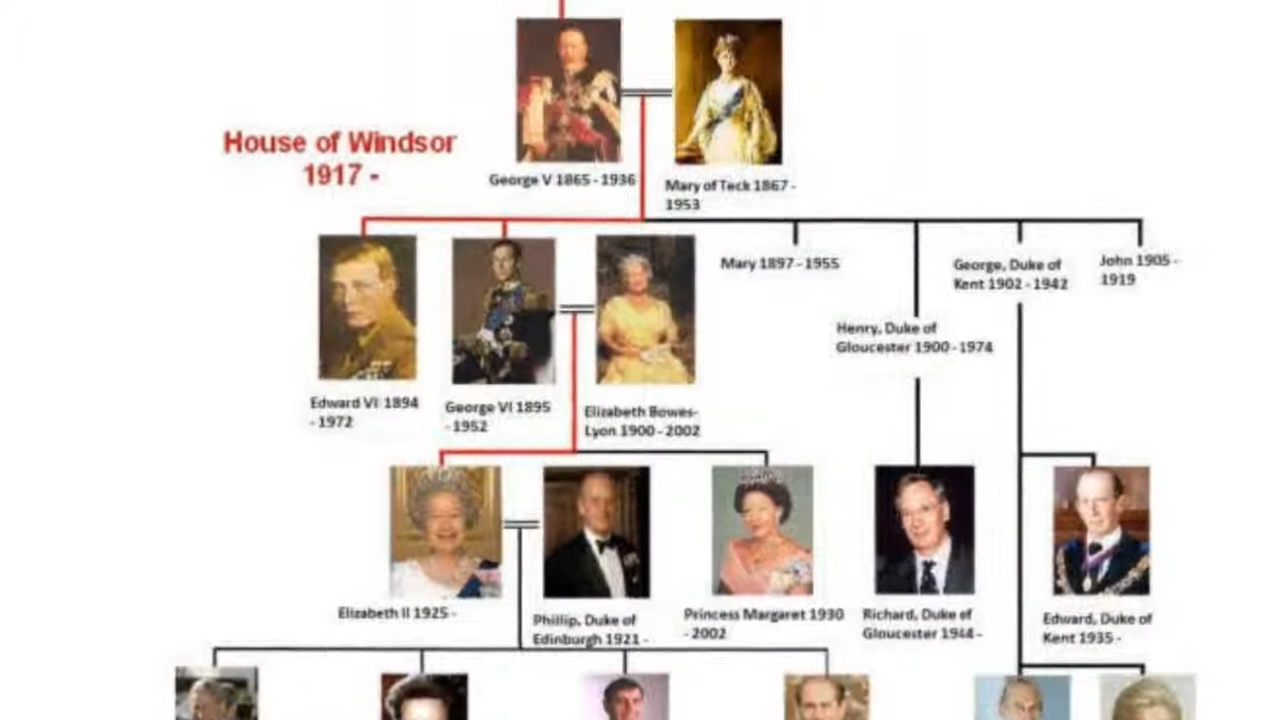 House of Windsor
1917 -
George V 1865 - 1936
Mary of Teck 1867 -
1953
Mary 1897 - 1955
George, Duke of
Kent 1902 - 1942
John 1905 -
1919
Henry, Duke of
Gloucester 1900 - 1974
Edward VI 1894
- 1972
George VI 1895
- 1952
Elizabeth Bowes-
Lyon 1900 - 2002
Elizabeth II 1925 -
Phillip, Duke of
Edinburgh 1921 -
Princess Margaret 1930
- 2002
Richard, Duke of
Gloucester 1944 -
Edward, Duke of
Kent 1935 -